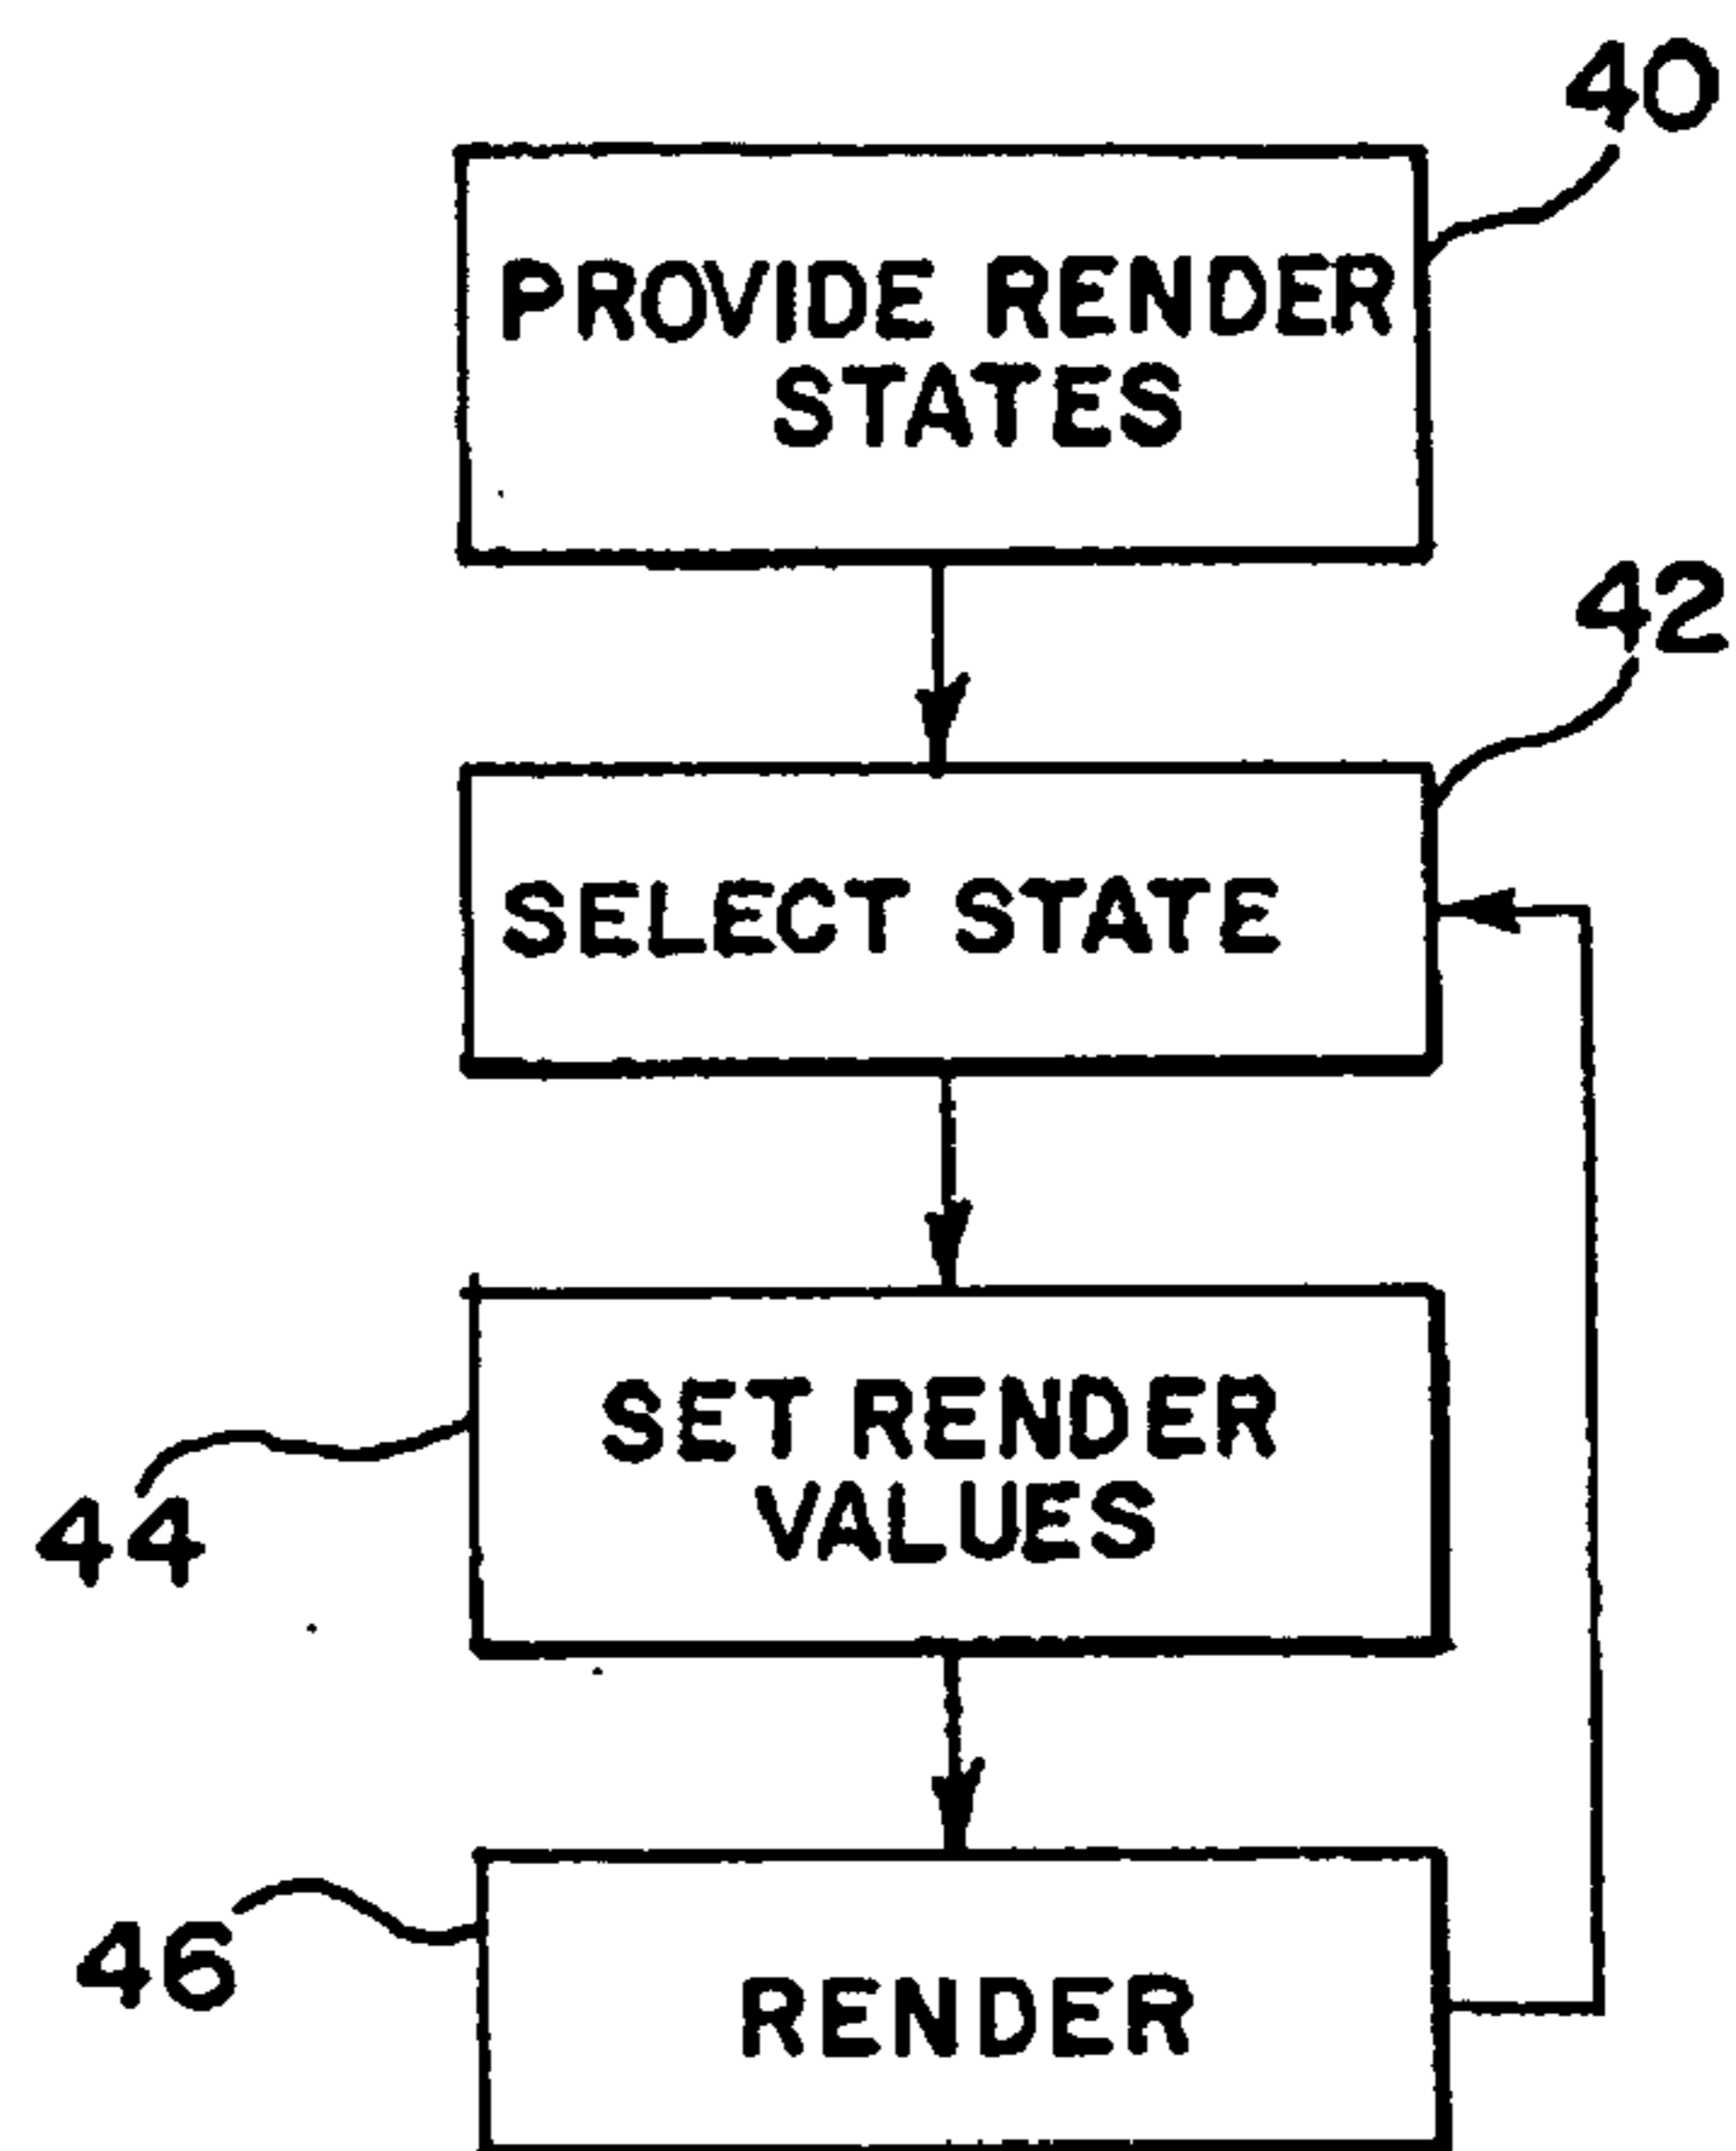 40
PROVIDE RENDER
STATES
42
SELECT STATE
SET RENDER
VALUES
44
46
RENDER